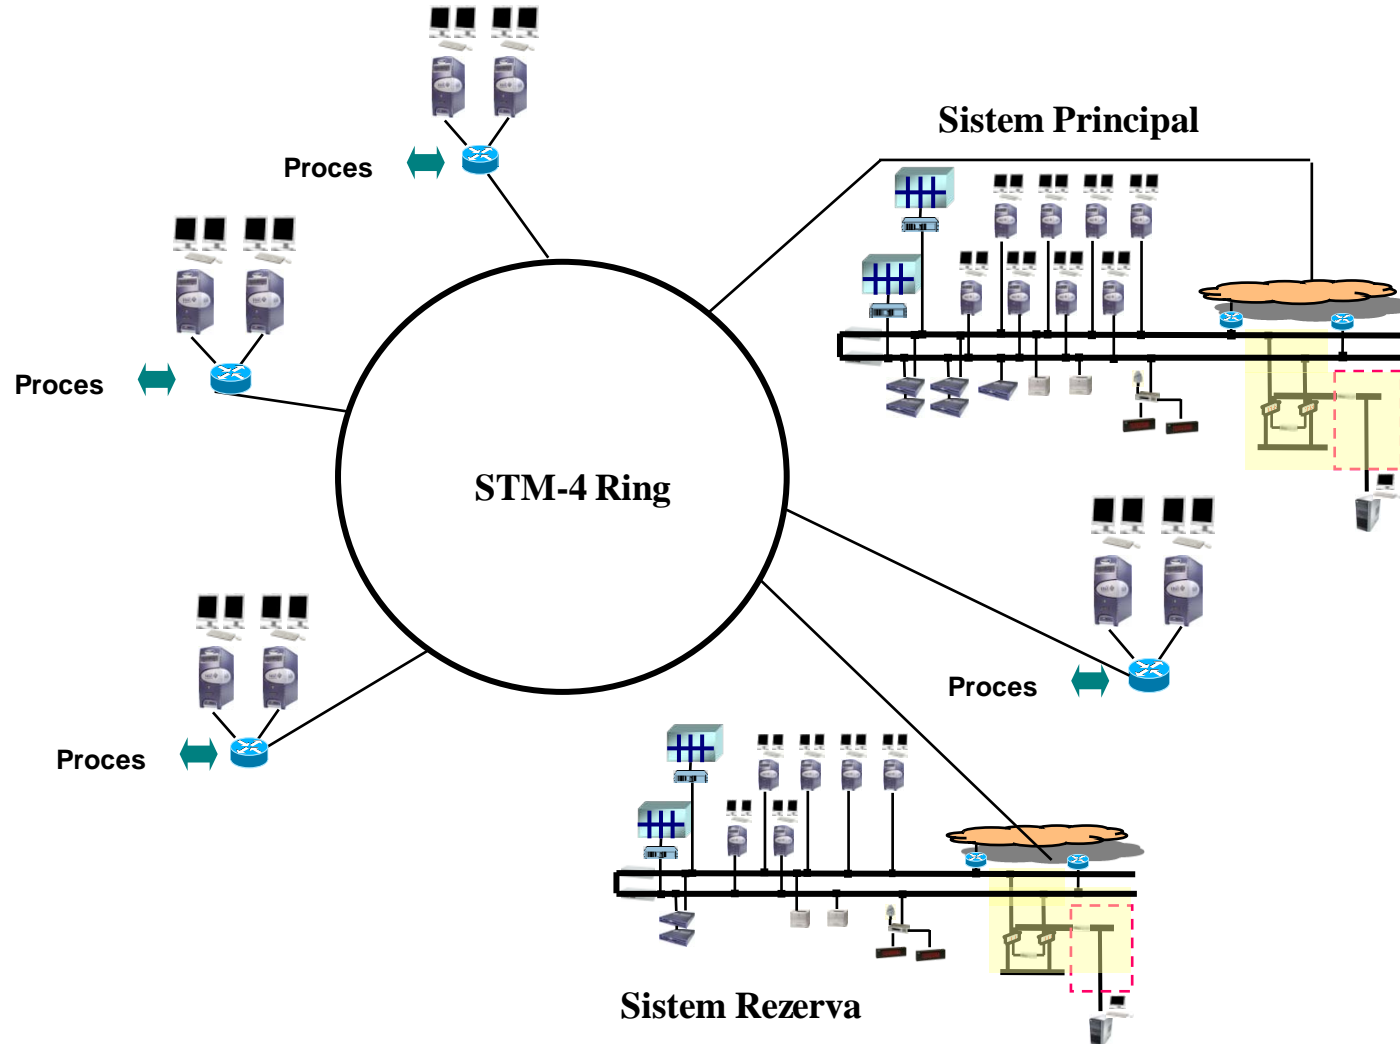 Sistem Principal
Proces
Proces
STM-4 Ring
Proces
Proces
Sistem Rezerva